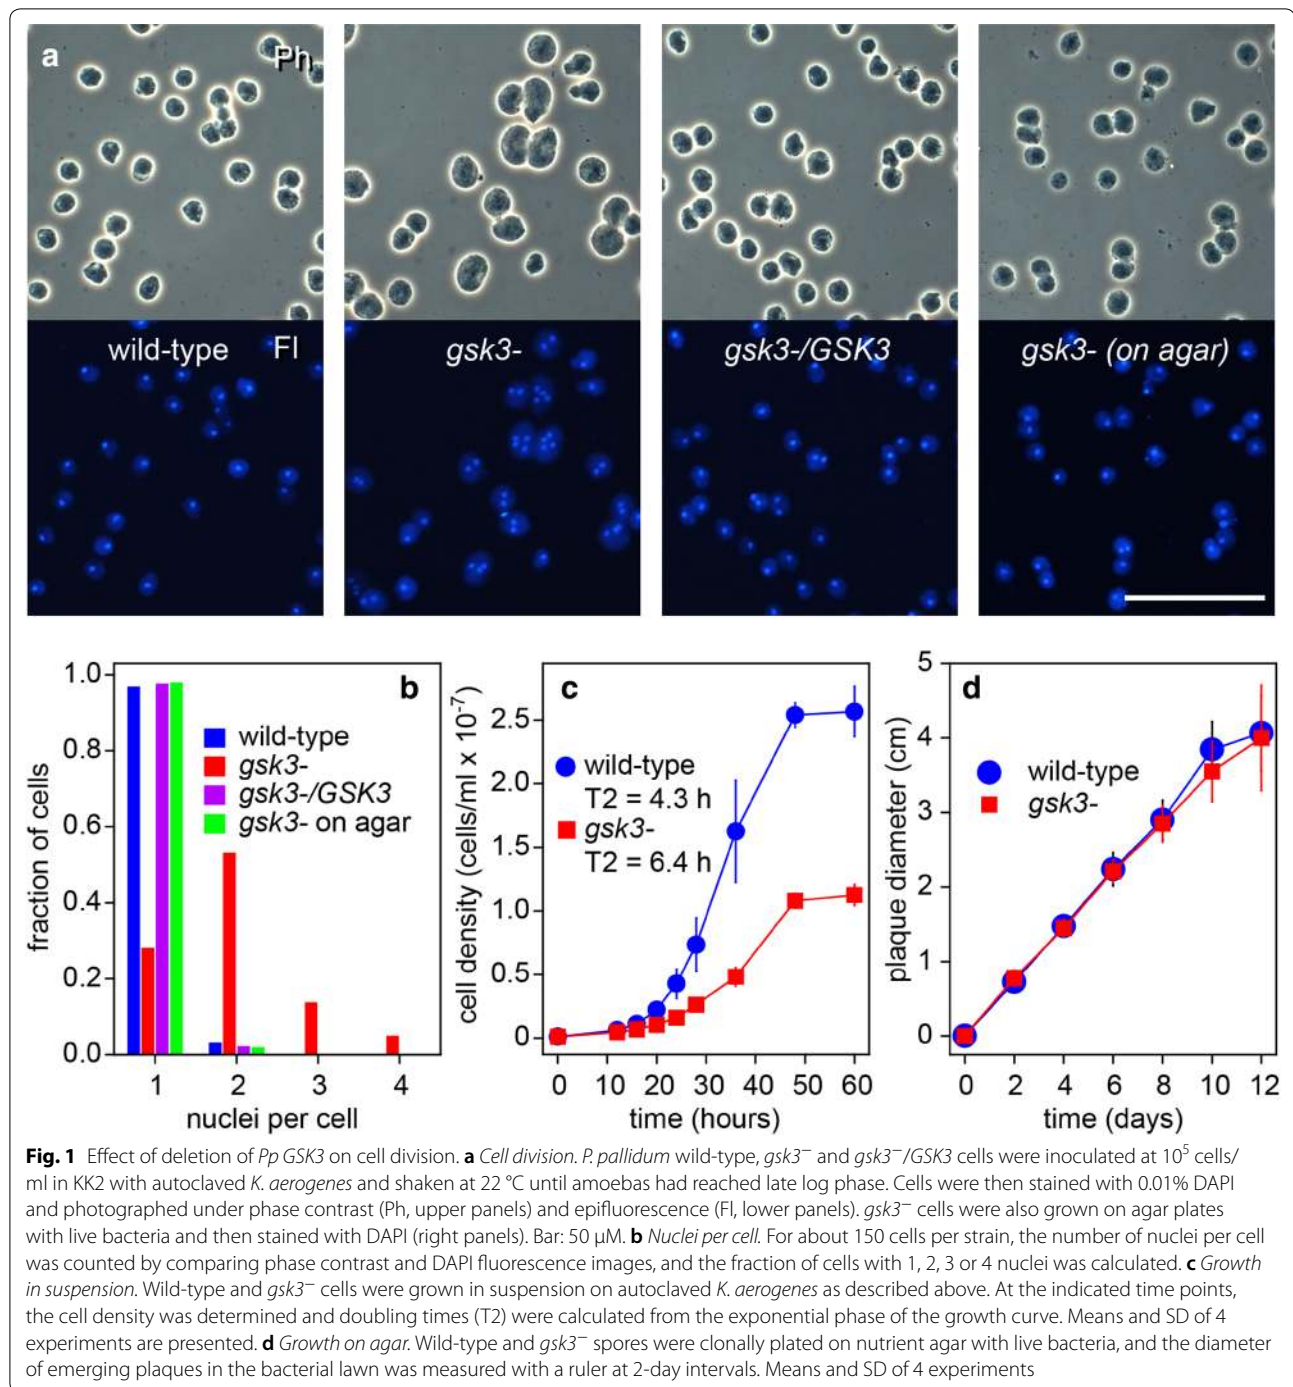 a
Ph
wild-type
Fl
gsk3-
gsk3-/GSK3
gsk3- (on agar)
b
1.0
0.8
0.6
0.4
0.2
0.0
fraction of cells
wild-type
gsk3-
gsk3-/GSK3
gsk3- on agar
1 2 3 4
nuclei per cell
c
2.5
2.0
1.5
1.0
0.5
0
cell density (cells/ml x 10⁻⁷)
wild-type
T2 = 4.3 h
gsk3-
T2 = 6.4 h
0 10 20 30 40 50 60
time (hours)
d
5
4
3
2
1
0
plaque diameter (cm)
wild-type
gsk3-
0 2 4 6 8 10 12
time (days)
Fig. 1 Effect of deletion of Pp GSK3 on cell division. a Cell division. P. pallidum wild-type, gsk3⁻ and gsk3⁻/GSK3 cells were inoculated at 10⁵ cells/
ml in KK2 with autoclaved K. aerogenes and shaken at 22 °C until amoebas had reached late log phase. Cells were then stained with 0.01% DAPI
and photographed under phase contrast (Ph, upper panels) and epifluorescence (Fl, lower panels). gsk3⁻ cells were also grown on agar plates
with live bacteria and then stained with DAPI (right panels). Bar: 50 µM. b Nuclei per cell. For about 150 cells per strain, the number of nuclei per cell
was counted by comparing phase contrast and DAPI fluorescence images, and the fraction of cells with 1, 2, 3 or 4 nuclei was calculated. c Growth
in suspension. Wild-type and gsk3⁻ cells were grown in suspension on autoclaved K. aerogenes as described above. At the indicated time points,
the cell density was determined and doubling times (T2) were calculated from the exponential phase of the growth curve. Means and SD of 4
experiments are presented. d Growth on agar. Wild-type and gsk3⁻ spores were clonally plated on nutrient agar with live bacteria, and the diameter
of emerging plaques in the bacterial lawn was measured with a ruler at 2-day intervals. Means and SD of 4 experiments